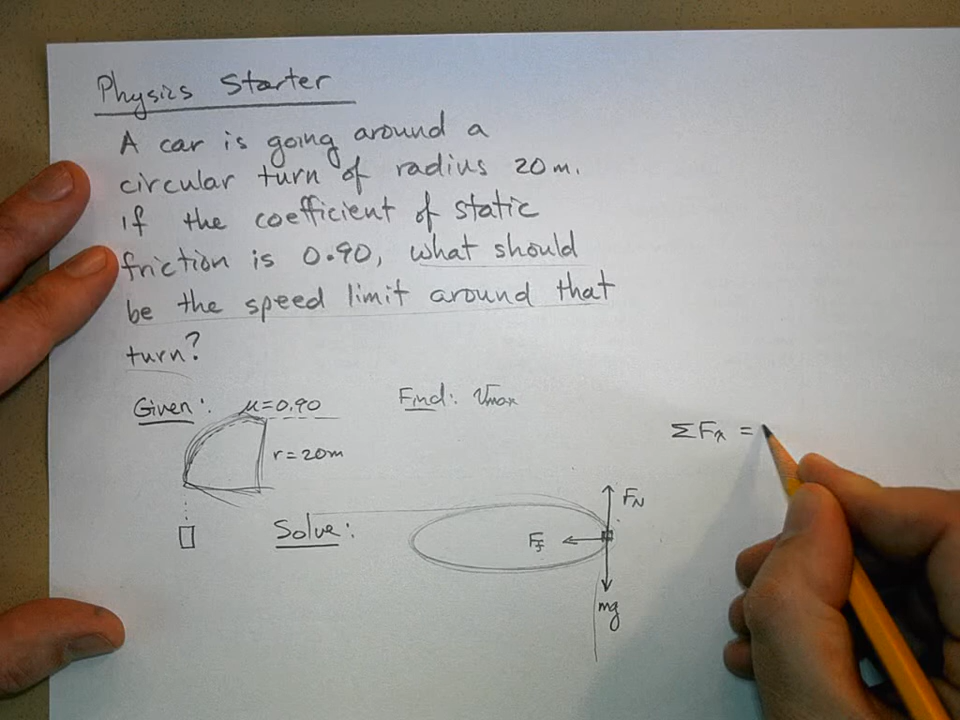 Physics Starter
A car is going around a
circular turn of radius 20m.
if the coefficient of static
friction is 0.90, what should
be the speed limit around that
turn?
Given: μ=0.90
Find: Vmax
r=20m
Solve:
ΣFx =
FN
Ff
mg